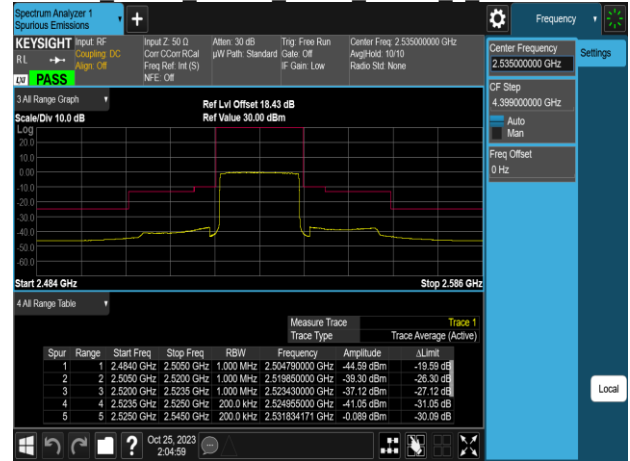 Spectrum Analyzer 1
Spurious Emissions
+
Frequency
KEYSIGHT Input: RF Input Z: 50 Ω Atten: 30 dB Trig: Free Run Center Freq: 2.535000000 GHz
RL Coupling: DC Corr CCorr RCal µW Path: Standard Gate: Off Avg|Hold: 10/10
Align: Off Freq Ref: Int (S) IF Gain: Low Radio Std: None
LXI PASS NFE: Off
Center Frequency
2.535000000 GHz
Settings
CF Step
4.399000000 GHz
Auto
Man
Freq Offset
0 Hz
3 All Range Graph
Ref Lvl Offset 18.43 dB
Scale/Div 10.0 dB Ref Value 30.00 dBm
Log
20.0
10.0
0.00
-10.0
-20.0
-30.0
-40.0
-50.0
-60.0
Start 2.484 GHz Stop 2.586 GHz
4 All Range Table
Measure Trace Trace 1
Trace Type Trace Average (Active)
Spur Range Start Freq Stop Freq RBW Frequency Amplitude ΔLimit
1 1 2.4840 GHz 2.5050 GHz 1.000 MHz 2.504790000 GHz -44.59 dBm -19.59 dB
2 2 2.5050 GHz 2.5200 GHz 1.000 MHz 2.519850000 GHz -39.30 dBm -26.30 dB
3 3 2.5200 GHz 2.5235 GHz 1.000 MHz 2.523430000 GHz -37.12 dBm -27.12 dB
4 4 2.5235 GHz 2.5250 GHz 200.0 kHz 2.524955000 GHz -41.05 dBm -31.05 dB
5 5 2.5250 GHz 2.5450 GHz 200.0 kHz 2.531834171 GHz -0.089 dBm -30.09 dB
Local
? Oct 25, 2023
2:04:59